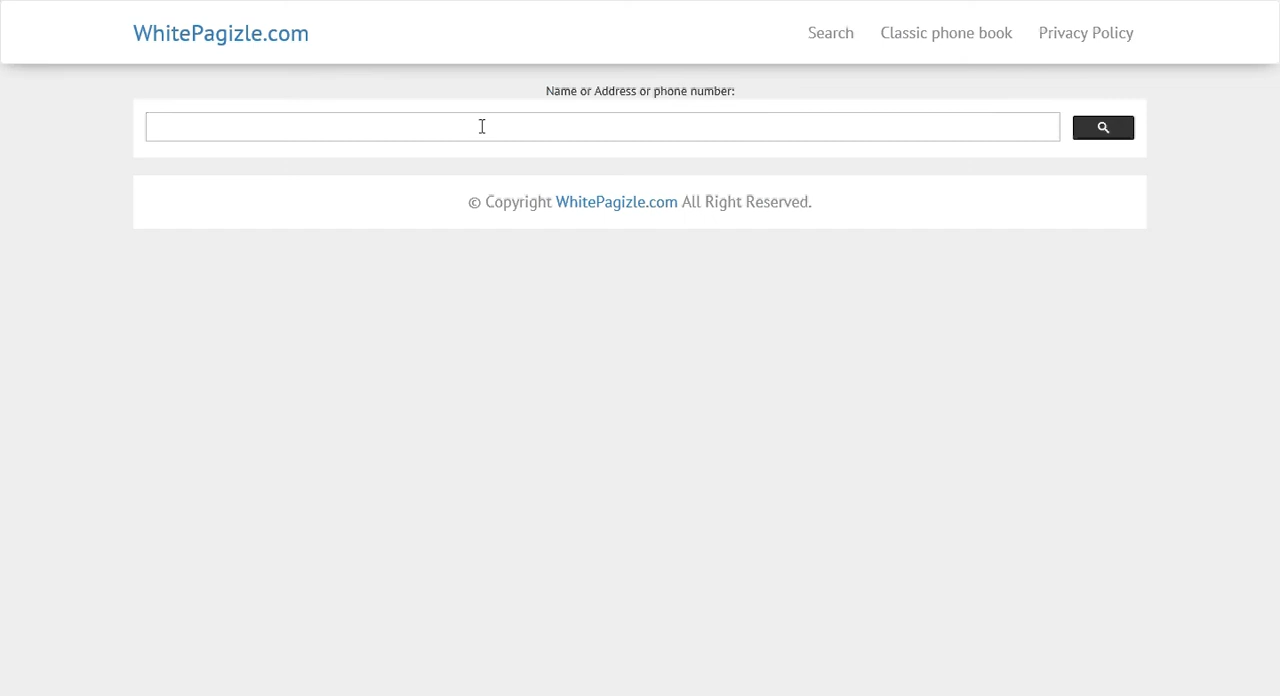 WhitePagizle.com
Search Classic phone book Privacy Policy
Name or Address or phone number:
© Copyright WhitePagizle.com All Right Reserved.